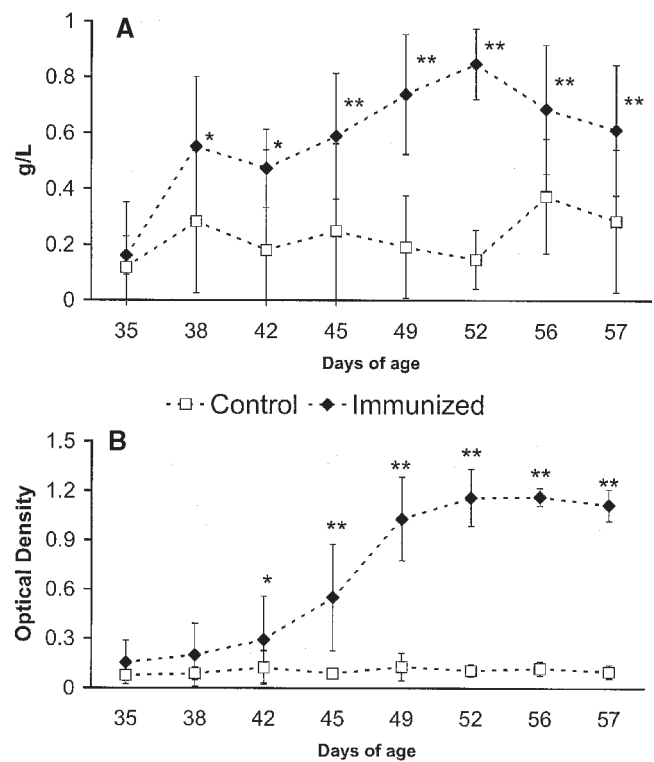 A
1
0.8
0.6
0.4
0.2
0
g/L
* * ** ** ** ** **
35 38 42 45 49 52 56 57
Days of age
Control Immunized
B
1.5
1.2
0.9
0.6
0.3
0
Optical Density
* ** ** ** ** **
35 38 42 45 49 52 56 57
Days of age